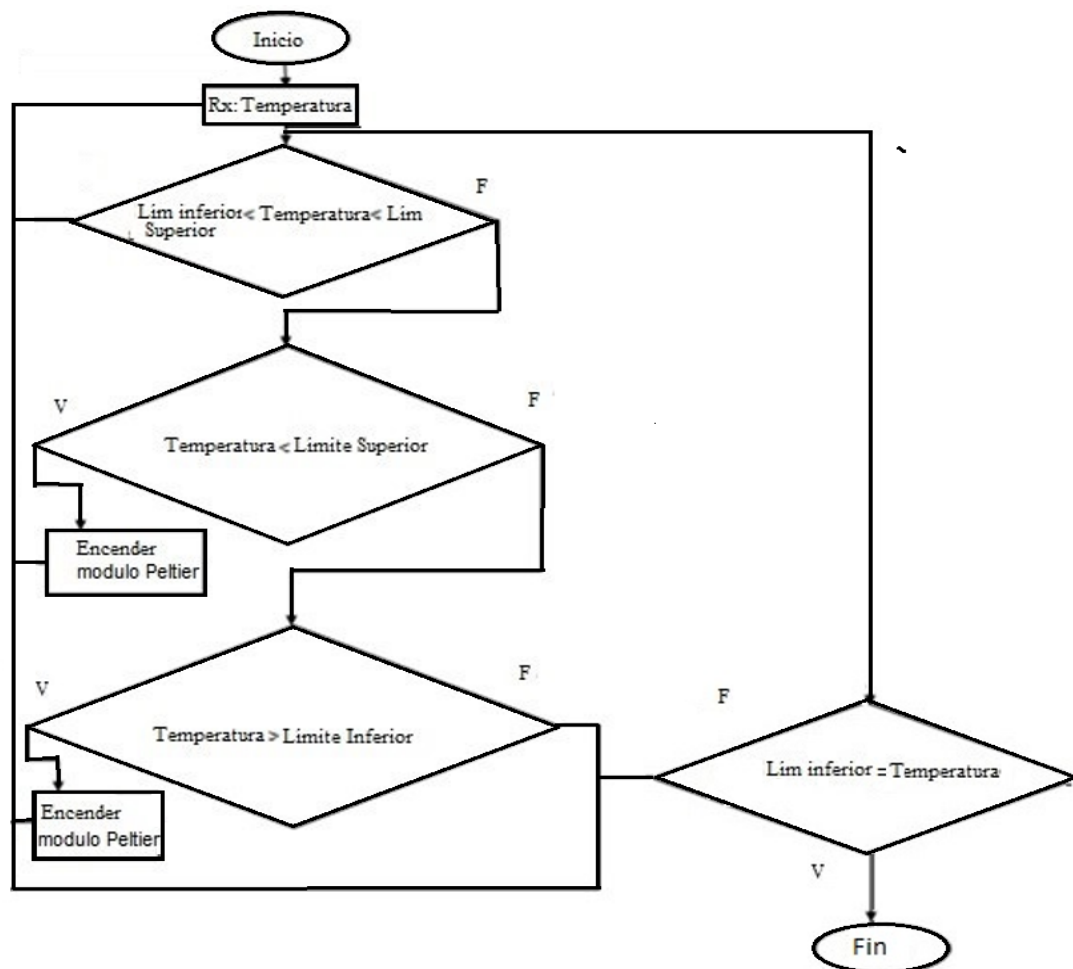 Inicio
Rx: Temperatura
F
Lim inferior< Temperatura< Lim
Superior
V
F
Temperatura < Limite Superior
Encender
modulo Peltier
V
F
Temperatura > Limite Inferior
Encender
modulo Peltier
F
Lim inferior = Temperatura
V
Fin